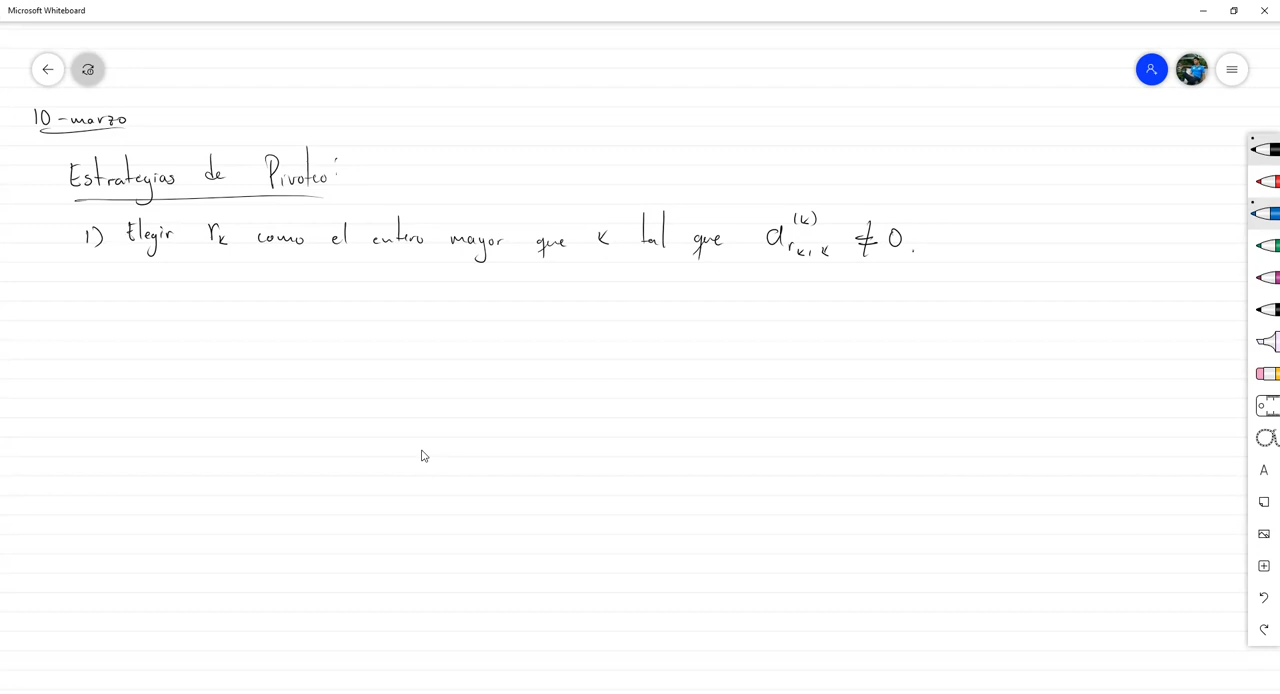 Microsoft Whiteboard
10-marzo
Estrategias de Pivoteo:
1) Elegir r_k como el entero mayor que k tal que a_{r_k,k}^{(k)} ≠ 0.
A